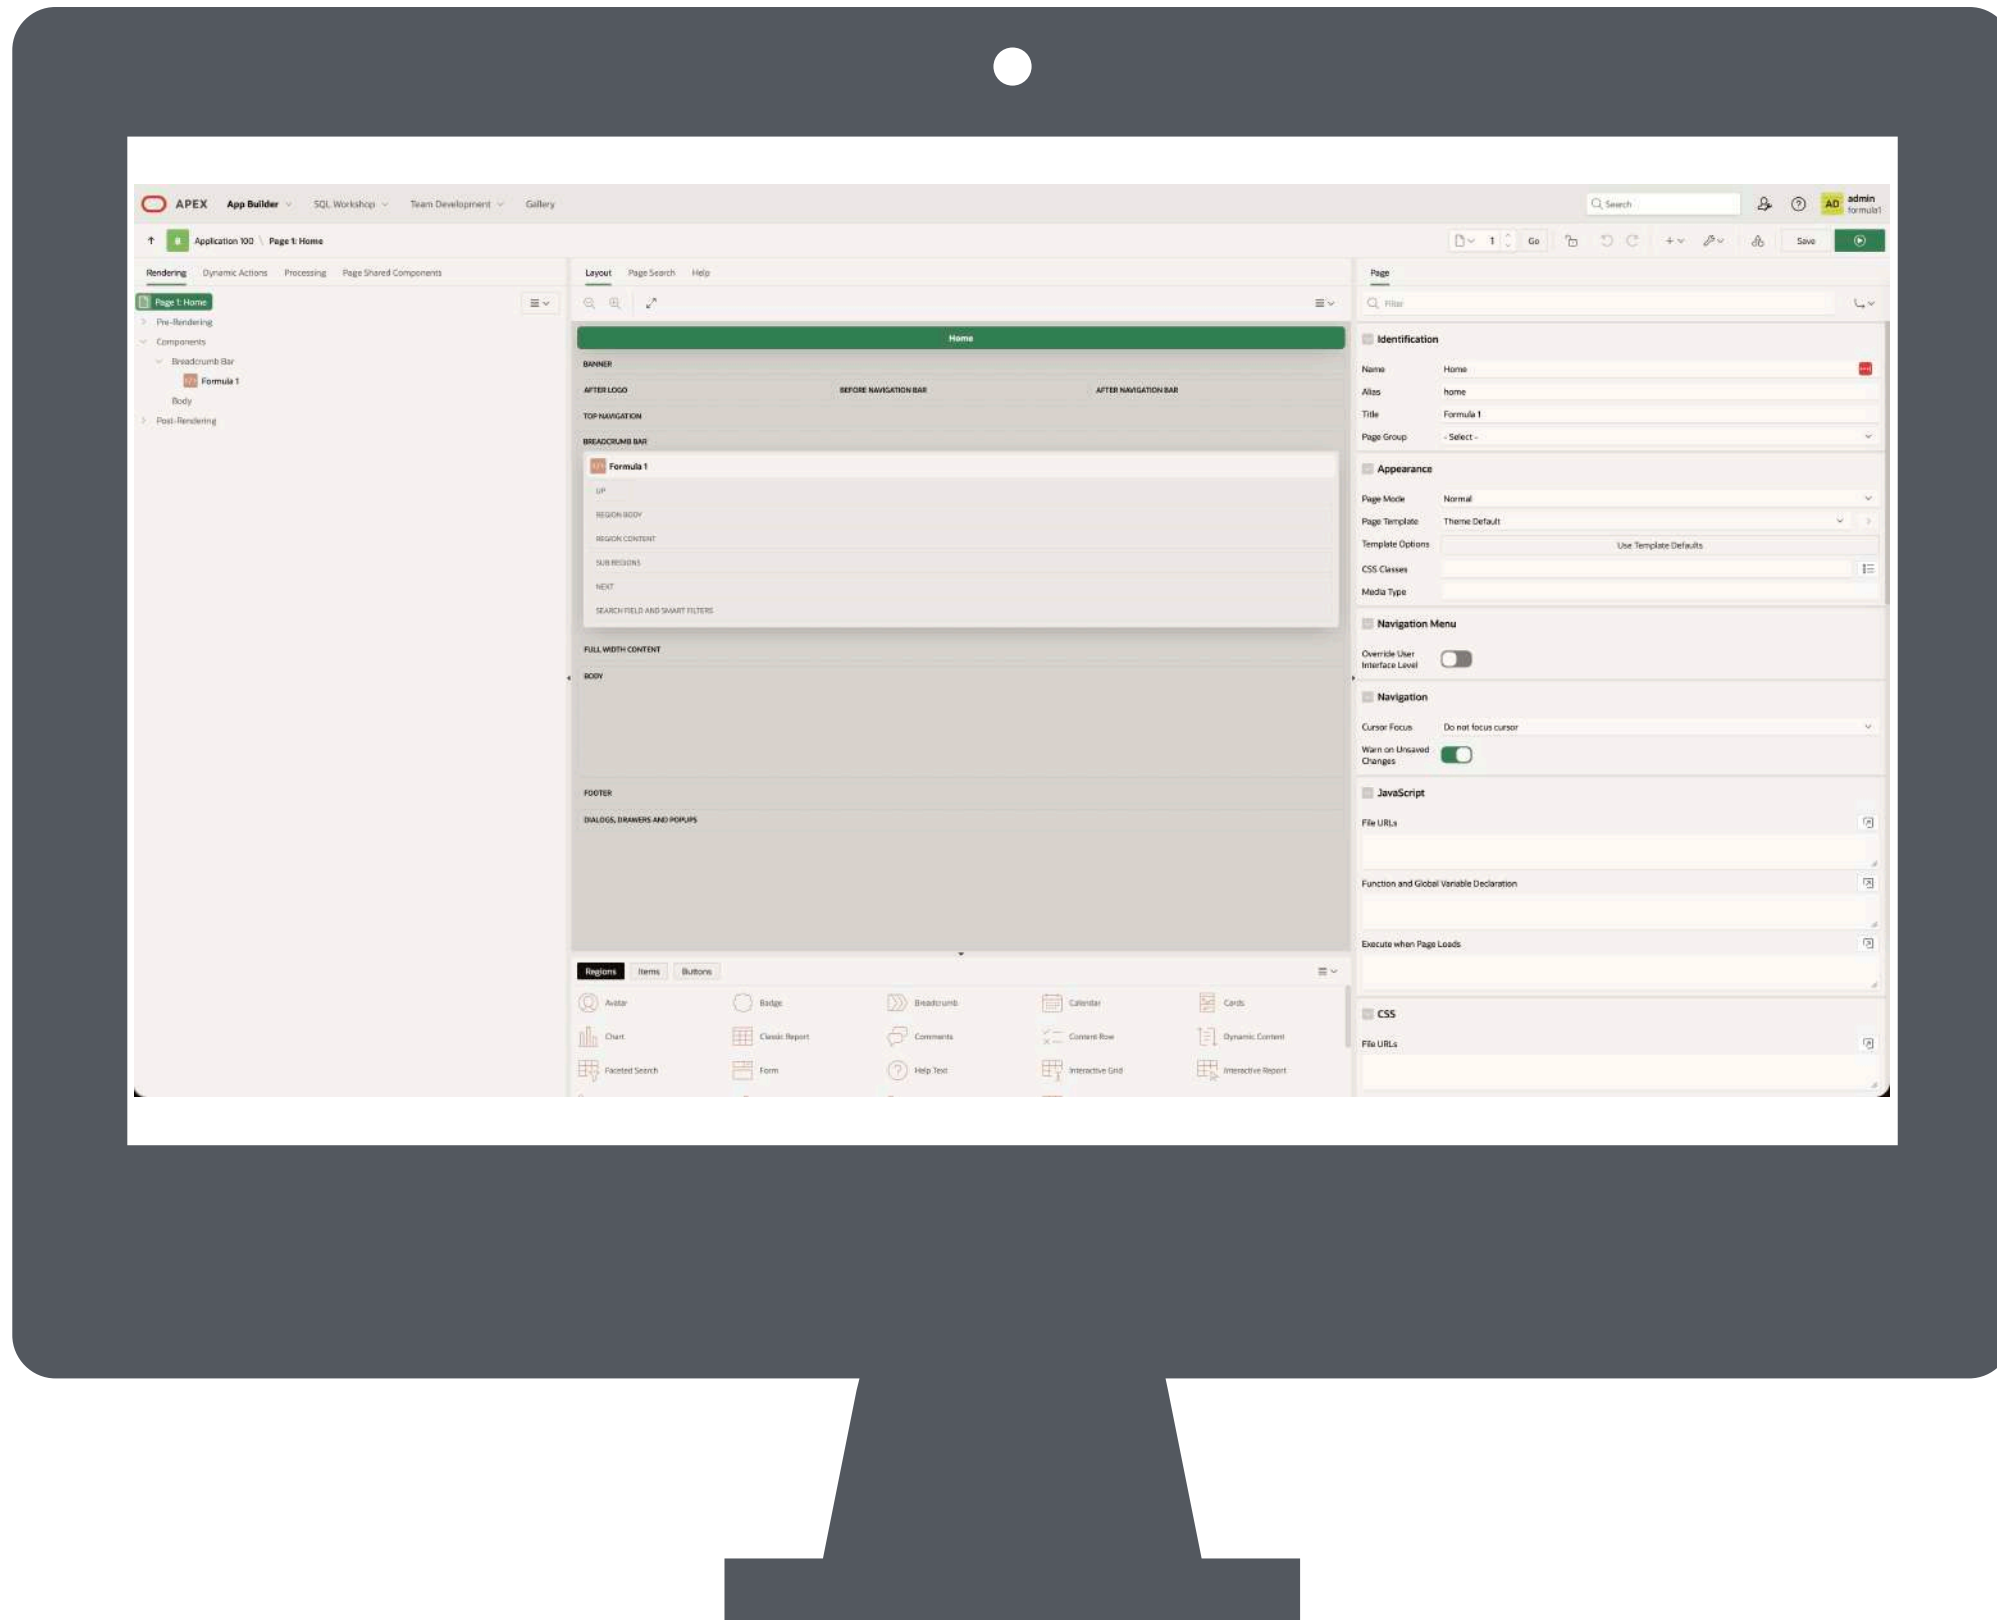 APEX App Builder SQL Workshop Team Development Gallery
Search
AD admin
formula1
Application 100 \ Page 1: Home
1 Go Save
Rendering Dynamic Actions Processing Page Shared Components
Page 1: Home
Pre-Rendering
Components
Breadcrumb Bar
Formula 1
Body
Post-Rendering
Layout Page Search Help
Home
BANNER
AFTER LOGO BEFORE NAVIGATION BAR AFTER NAVIGATION BAR
TOP NAVIGATION
BREADCRUMB BAR
Formula 1
UP
REGION BODY
REGION CONTENT
SUB REGIONS
NEXT
SEARCH FIELD AND SMART FILTERS
FULL WIDTH CONTENT
BODY
FOOTER
DIALOGS, DRAWERS AND POPUPS
Regions Items Buttons
Avatar Badge Breadcrumb Calendar Cards
Chart Classic Report Comments Content Row Dynamic Content
Faceted Search Form Help Text Interactive Grid Interactive Report
Page
Filter
Identification
Name Home
Alias home
Title Formula 1
Page Group - Select -
Appearance
Page Mode Normal
Page Template Theme Default
Template Options Use Template Defaults
CSS Classes
Media Type
Navigation Menu
Override User
Interface Level
Navigation
Cursor Focus Do not focus cursor
Warn on Unsaved
Changes
JavaScript
File URLs
Function and Global Variable Declaration
Execute when Page Loads
CSS
File URLs